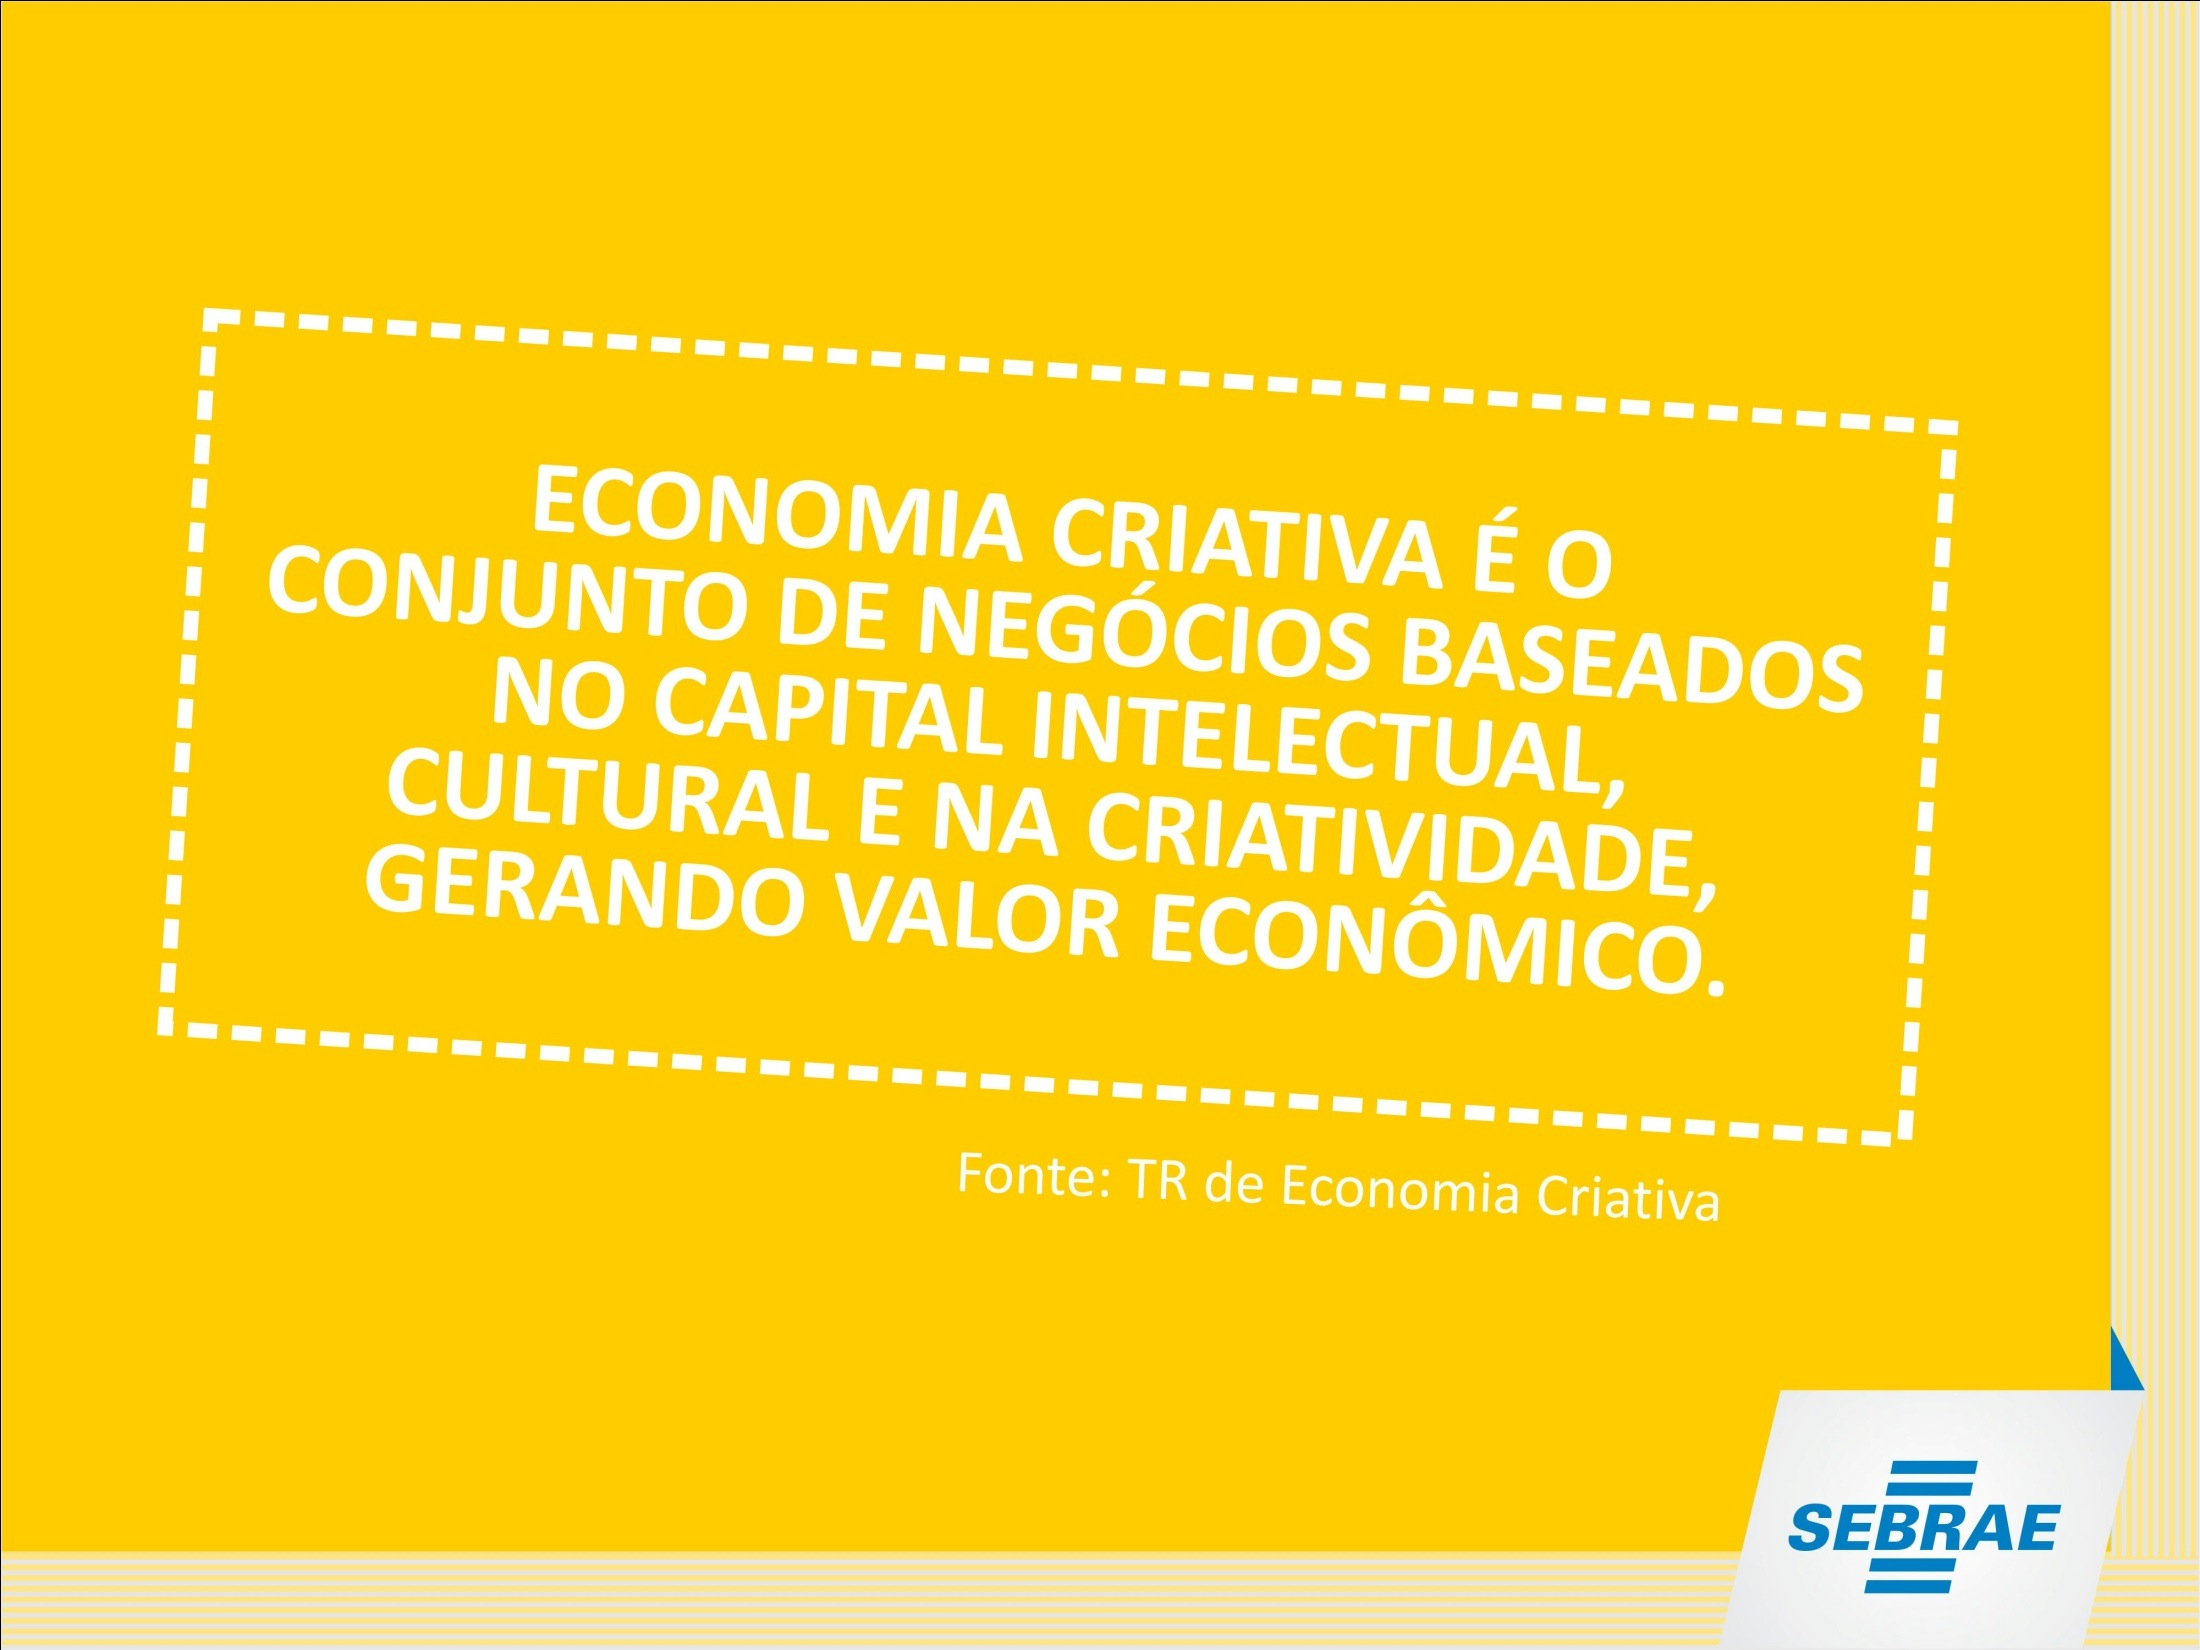 ECONOMIA CRIATIVA É O
CONJUNTO DE NEGÓCIOS BASEADOS
NO CAPITAL INTELECTUAL,
CULTURAL E NA CRIATIVIDADE,
GERANDO VALOR ECONÔMICO.
Fonte: TR de Economia Criativa
SEBRAE